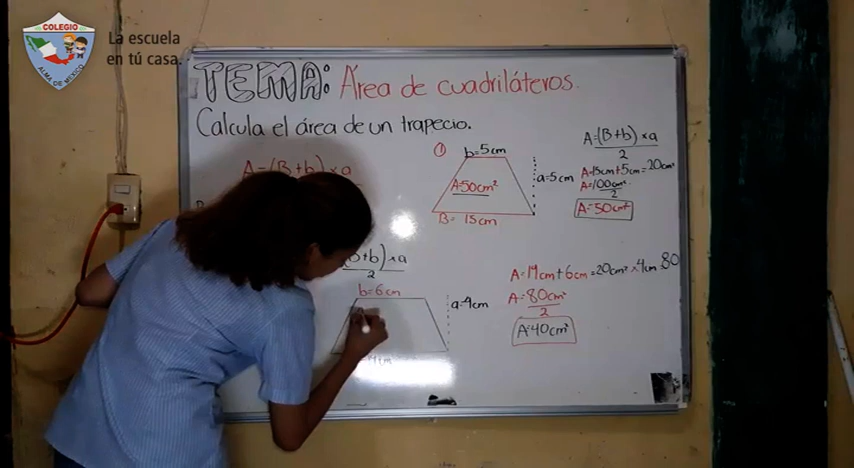 COLEGIO
ALMA DE MEXICO
La escuela
en tú casa.
TEMA: Área de cuadriláteros.
Calcula el área de un trapecio.
A=(B+b)×a
①
b=5cm
a=5cm
A=50cm²
B=15cm
A=(B+b)×a
2
A=15cm+5cm=20cm²
A=100cm²
2
A=50cm²
+b)×a
2
b=6cm
a=4cm
A=14cm+6cm=20cm²×4cm=80
A=80cm²
2
A=40cm²